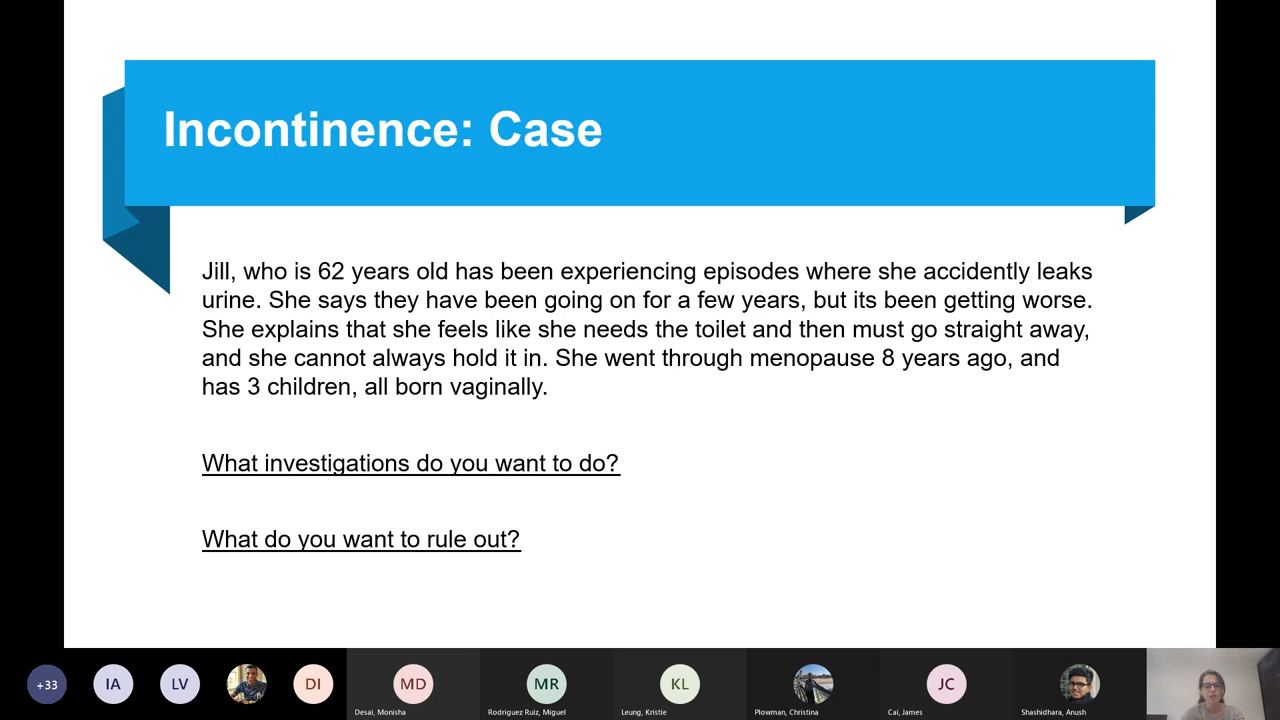 Incontinence: Case
Jill, who is 62 years old has been experiencing episodes where she accidently leaks
urine. She says they have been going on for a few years, but its been getting worse.
She explains that she feels like she needs the toilet and then must go straight away,
and she cannot always hold it in. She went through menopause 8 years ago, and
has 3 children, all born vaginally.
What investigations do you want to do?
What do you want to rule out?
+33
IA
LV
DI
MD
MR
KL
JC
Desai, Monisha
Rodriguez Ruiz, Miguel
Leung, Kristie
Plowman, Christina
Cai, James
Shashidhara, Anush